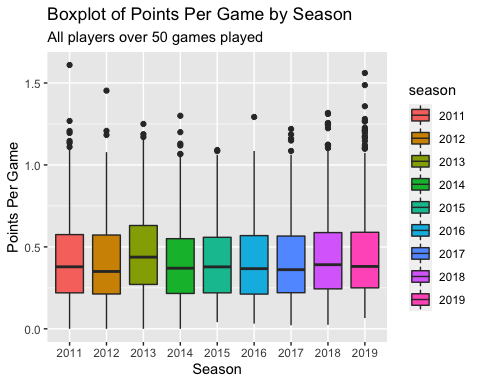 Boxplot of Points Per Game by Season
All players over 50 games played
Points Per Game
1.5
1.0
0.5
0.0
2011 2012 2013 2014 2015 2016 2017 2018 2019
Season
season
2011
2012
2013
2014
2015
2016
2017
2018
2019